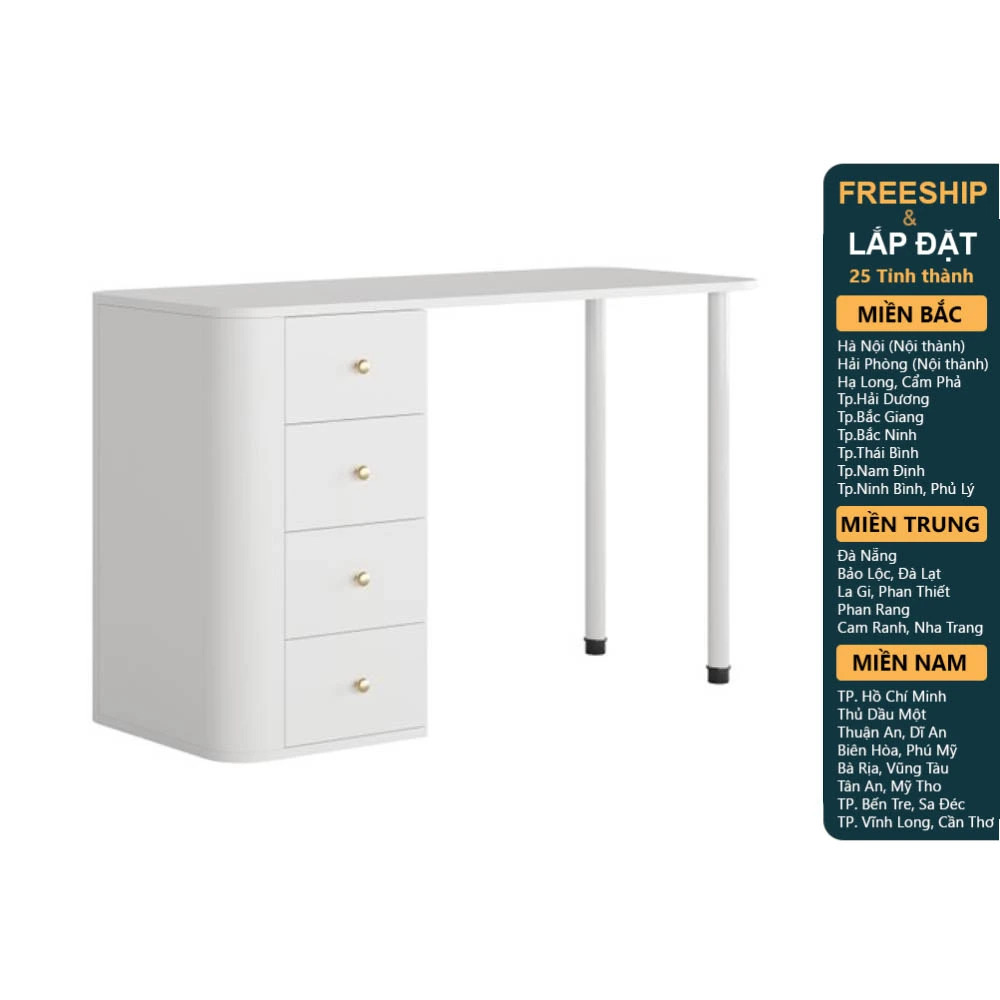 FREESHIP
&
LẮP ĐẶT
25 Tỉnh thành
MIỀN BẮC
Hà Nội (Nội thành)
Hải Phòng (Nội thành)
Hạ Long, Cẩm Phả
Tp.Hải Dương
Tp.Bắc Giang
Tp.Bắc Ninh
Tp.Thái Bình
Tp.Nam Định
Tp.Ninh Bình, Phủ Lý
MIỀN TRUNG
Đà Nẵng
Bảo Lộc, Đà Lạt
La Gi, Phan Thiết
Phan Rang
Cam Ranh, Nha Trang
MIỀN NAM
TP. Hồ Chí Minh
Thủ Dầu Một
Thuận An, Dĩ An
Biên Hòa, Phú Mỹ
Bà Rịa, Vũng Tàu
Tân An, Mỹ Tho
TP. Bến Tre, Sa Đéc
TP. Vĩnh Long, Cần Thơ